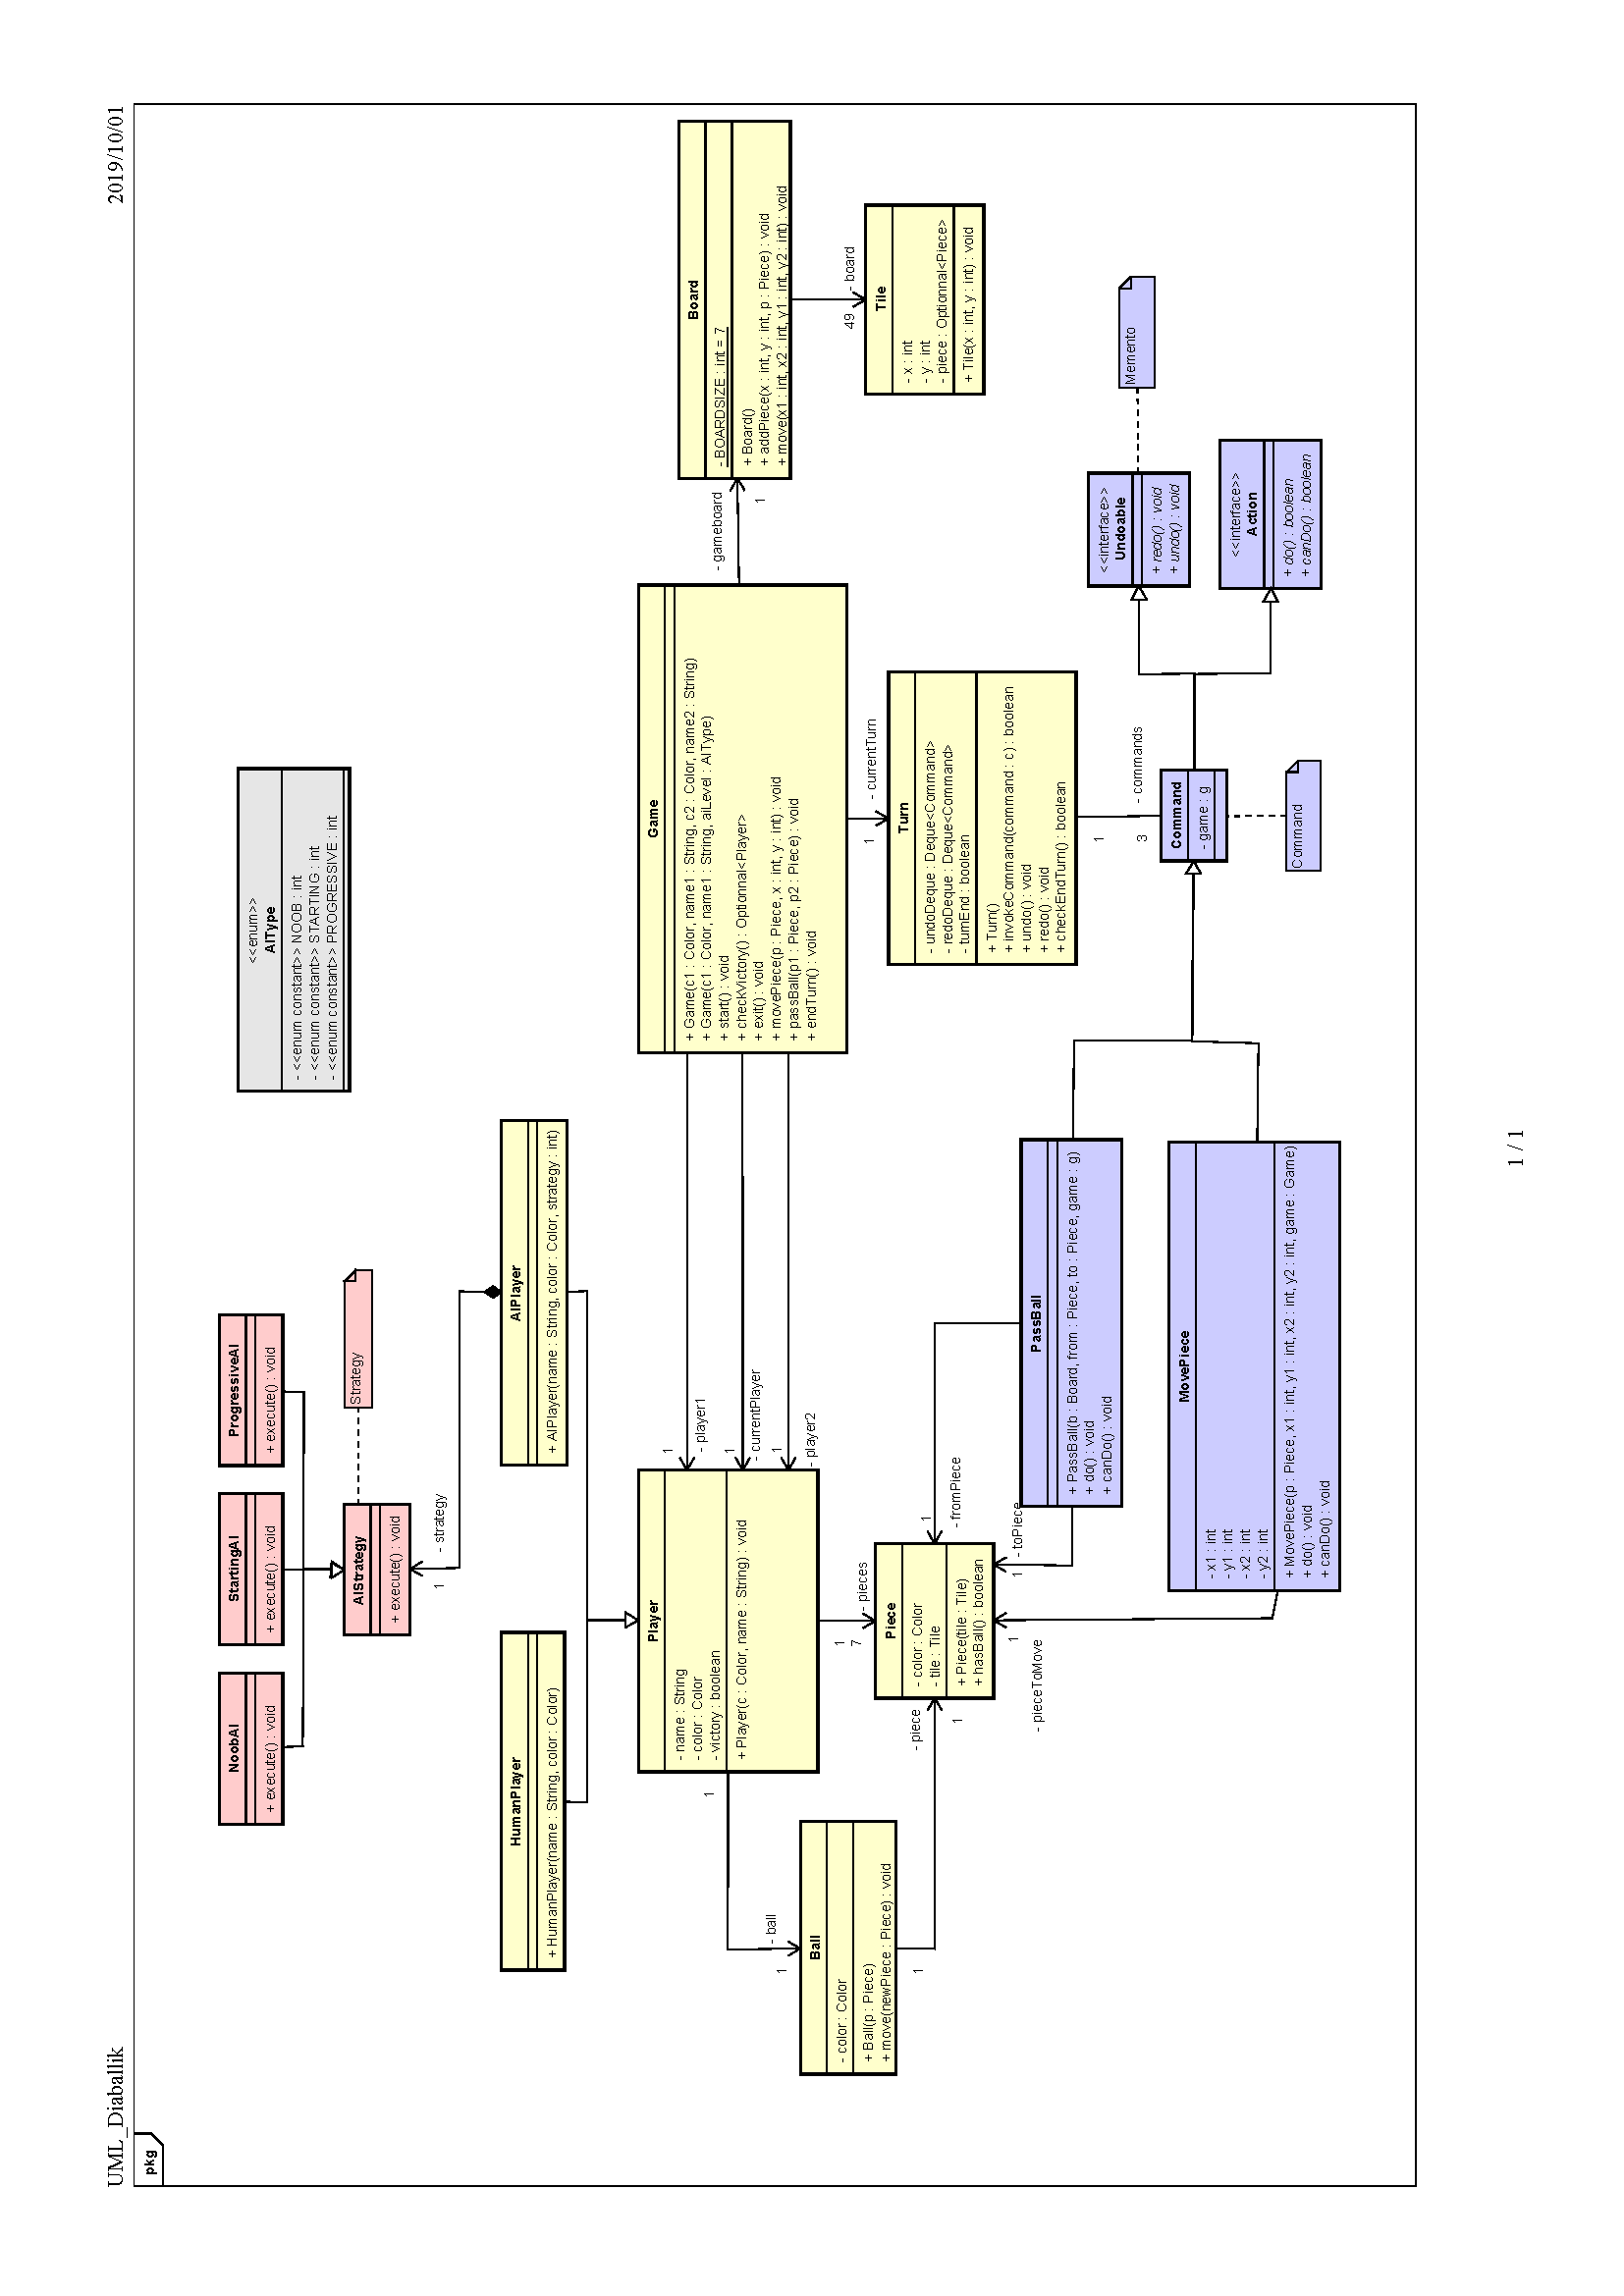 UML_Diaballik
2019/10/01
pkg
NoobAI
+ execute() : void
StartingAI
+ execute() : void
ProgressiveAI
+ execute() : void
<<enum>>
AIType
- <<enum constant>> NOOB : int
- <<enum constant>> STARTING : int
- <<enum constant>> PROGRESSIVE : int
AIStrategy
+ execute() : void
Strategy
1
- strategy
HumanPlayer
+ HumanPlayer(name : String, color : Color)
AIPlayer
+ AIPlayer(name : String, color : Color, strategy : int)
Player
- name : String
- color : Color
- victory : boolean
+ Player(c : Color, name : String) : void
1
- player1
1
- currentPlayer
1
- player2
Game
+ Game(c1 : Color, name1 : String, c2 : Color, name2 : String)
+ Game(c1 : Color, name1 : String, aiLevel : AIType)
+ start() : void
+ checkVictory() : Optionnal<Player>
+ exit() : void
+ movePiece(p : Piece, x : int, y : int) : void
+ passBall(p1 : Piece, p2 : Piece) : void
+ endTurn() : void
- gameboard
1
Board
- BOARDSIZE : int = 7
+ Board()
+ addPiece(x : int, y : int, p : Piece) : void
+ move(x1 : int, x2 : int, y1 : int, y2 : int) : void
49
- board
Tile
- x : int
- y : int
- piece : Optionnal<Piece>
+ Tile(x : int, y : int) : void
1
- ball
1
Ball
- color : Color
+ Ball(p : Piece)
+ move(newPiece : Piece) : void
1
- piece
1
1
7
- pieces
Piece
- color : Color
- tile : Tile
+ Piece(tile : Tile)
+ hasBall() : boolean
1
- fromPiece
1
- toPiece
1
- pieceToMove
1
- currentTurn
Turn
- undoDeque : Deque<Command>
- redoDeque : Deque<Command>
- turnEnd : boolean
+ Turn()
+ invokeCommand(command : c) : boolean
+ undo() : void
+ redo() : void
+ checkEndTurn() : boolean
1
3
- commands
PassBall
+ PassBall(b : Board, from : Piece, to : Piece, game : g)
+ do() : void
+ canDo() : void
MovePiece
- x1 : int
- y1 : int
- x2 : int
- y2 : int
+ MovePiece(p : Piece, x1 : int, y1 : int, x2 : int, y2 : int, game : Game)
+ do() : void
+ canDo() : void
Command
- game : g
Command
<<interface>>
Undoable
+ redo() : void
+ undo() : void
Memento
<<interface>>
Action
+ do() : boolean
+ canDo() : boolean
1 / 1